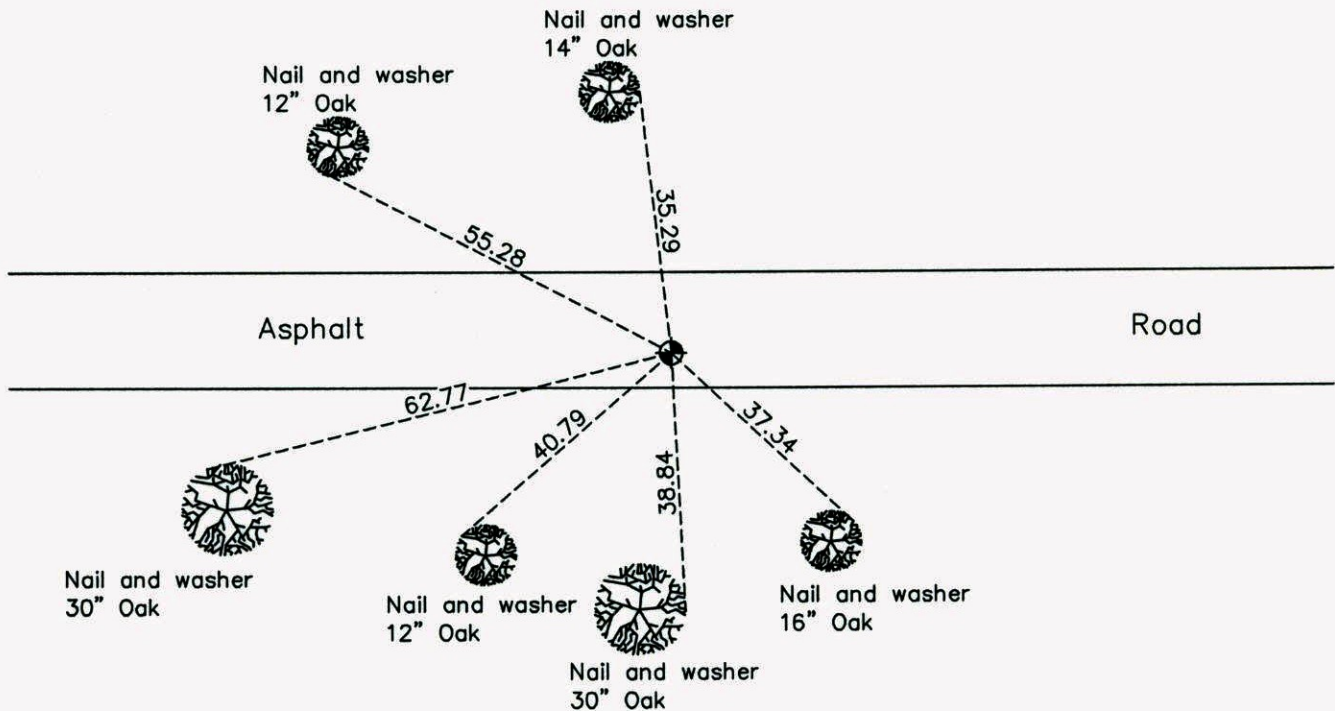 Nail and washer
14" Oak
Nail and washer
12" Oak
35.29
55.28
Asphalt
Road
62.77
40.79
38.84
37.34
Nail and washer
30" Oak
Nail and washer
12" Oak
Nail and washer
16" Oak
Nail and washer
30" Oak